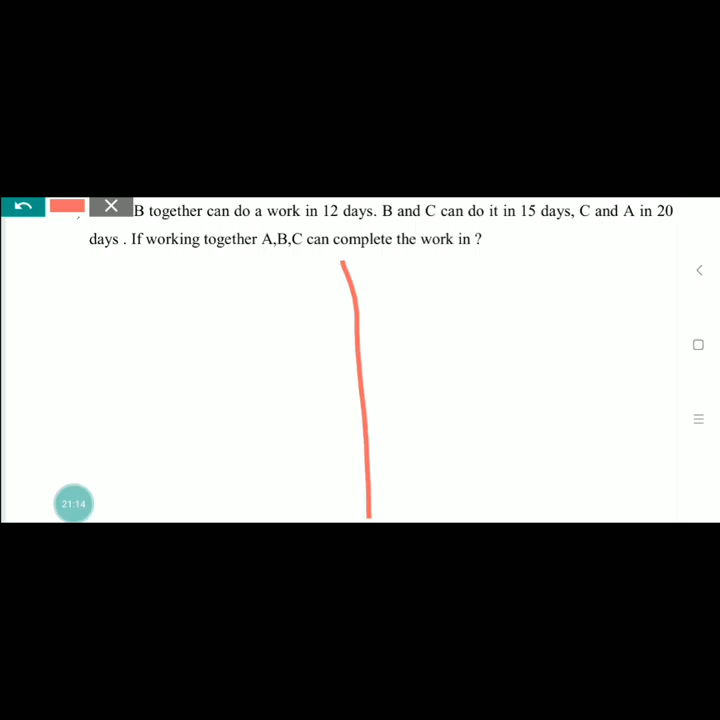 B together can do a work in 12 days. B and C can do it in 15 days, C and A in 20
days . If working together A,B,C can complete the work in ?
21:14